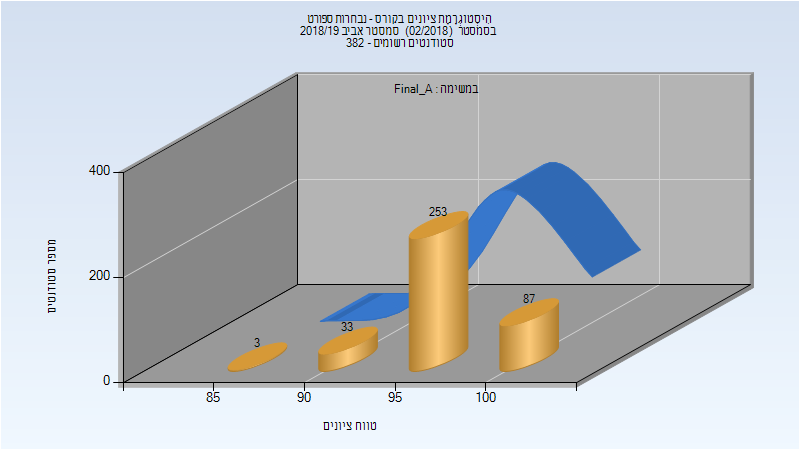 היסטוגרמת ציונים בקורס - נבחרות ספורט
בסמסטר (02/2018) סמסטר אביב 2018/19
סטודנטים רשומים - 382
במשימה : Final_A
400
200
0
מספר סטודנטים
3
33
253
87
85
90
95
100
טווח ציונים